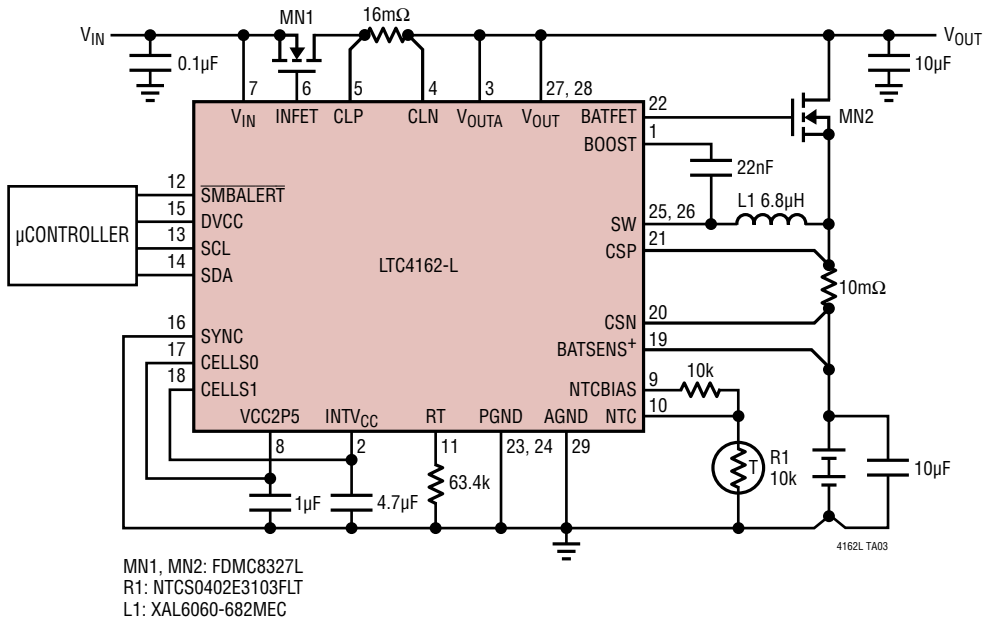 MN1
16mΩ
VIN
VOUT
0.1µF
10µF
7
6
5
4
3
27, 28
VIN
INFET
CLP
CLN
VOUTA
VOUT
BATFET
22
MN2
BOOST
1
22nF
12
SMBALERT
15
DVCC
13
SCL
14
SDA
µCONTROLLER
LTC4162-L
SW
25, 26
L1 6.8µH
CSP
21
10mΩ
16
SYNC
17
CELLS0
18
CELLS1
CSN
20
BATSENS+
19
NTCBIAS
9
10k
NTC
10
VCC2P5
INTVCC
RT
PGND
AGND
8
2
11
23, 24
29
T
R1
10k
10µF
1µF
4.7µF
63.4k
4162L TA03
MN1, MN2: FDMC8327L
R1: NTCS0402E3103FLT
L1: XAL6060-682MEC